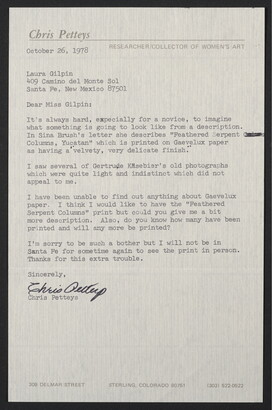 Chris Petteys
RESEARCHER/COLLECTOR OF WOMEN'S ART
October 26, 1978
Laura Gilpin
409 Camino del Monte Sol
Santa Fe, New Mexico 87501
Dear Miss Gilpin:
It's always hard, especially for a novice, to imagine
what something is going to look like from a description.
In Sina Brush's letter she describes "Feathered Serpent
Columns, Yucatan" which is printed on Gaevelux paper
as having a velvety, very delicate finish.
I saw several of Gertrude Käsebier's old photographs
which were quite light and indistinct which did not
appeal to me.
I have been unable to find out anything about Gaevelux
paper. I think I would like to have the "Feathered
Serpent Columns" print but could you give me a bit
more description. Also, do you know how many have been
printed and will any more be printed?
I'm sorry to be such a bother but I will not be in
Santa Fe for sometime again to see the print in person.
Thanks for this extra trouble.
Sincerely,
Chris Petteys
Chris Petteys
DELMAR STREET
STERLING, COLORADO 80751
(303)